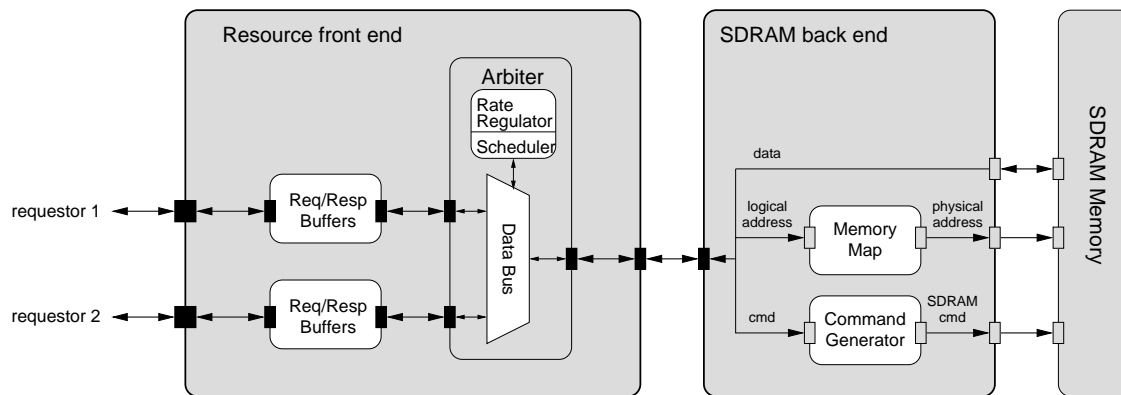 Resource front end
Arbiter
Rate
Regulator
Scheduler
Data Bus
requestor 1
Req/Resp
Buffers
requestor 2
Req/Resp
Buffers
SDRAM back end
data
logical
address
Memory
Map
physical
address
cmd
Command
Generator
SDRAM
cmd
SDRAM Memory